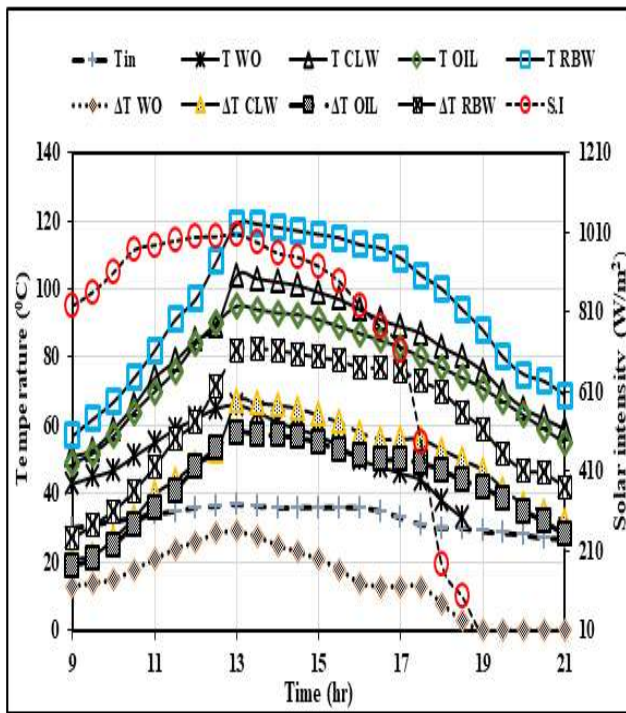 Tin T WO T CLW T OIL T RBW
ΔT WO ΔT CLW ΔT OIL ΔT RBW S.I
140 1210
120 1010
100 810
80 610
60 410
40 210
20
0 10
9 11 13 15 17 19 21
Temperature (⁰C)
Solar intensity (W/m²)
Time (hr)